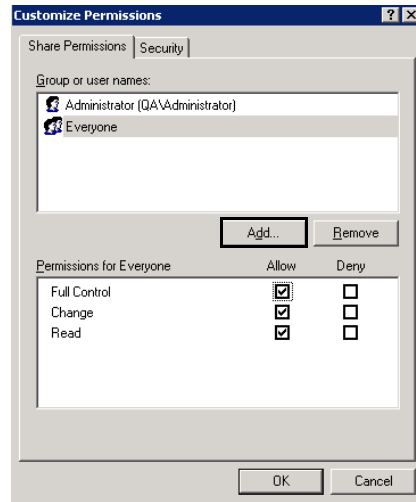 Customize Permissions
Share Permissions Security
Group or user names:
Administrator (QA\Administrator)
Everyone
Add... Remove
Permissions for Everyone Allow Deny
Full Control
Change
Read
OK Cancel